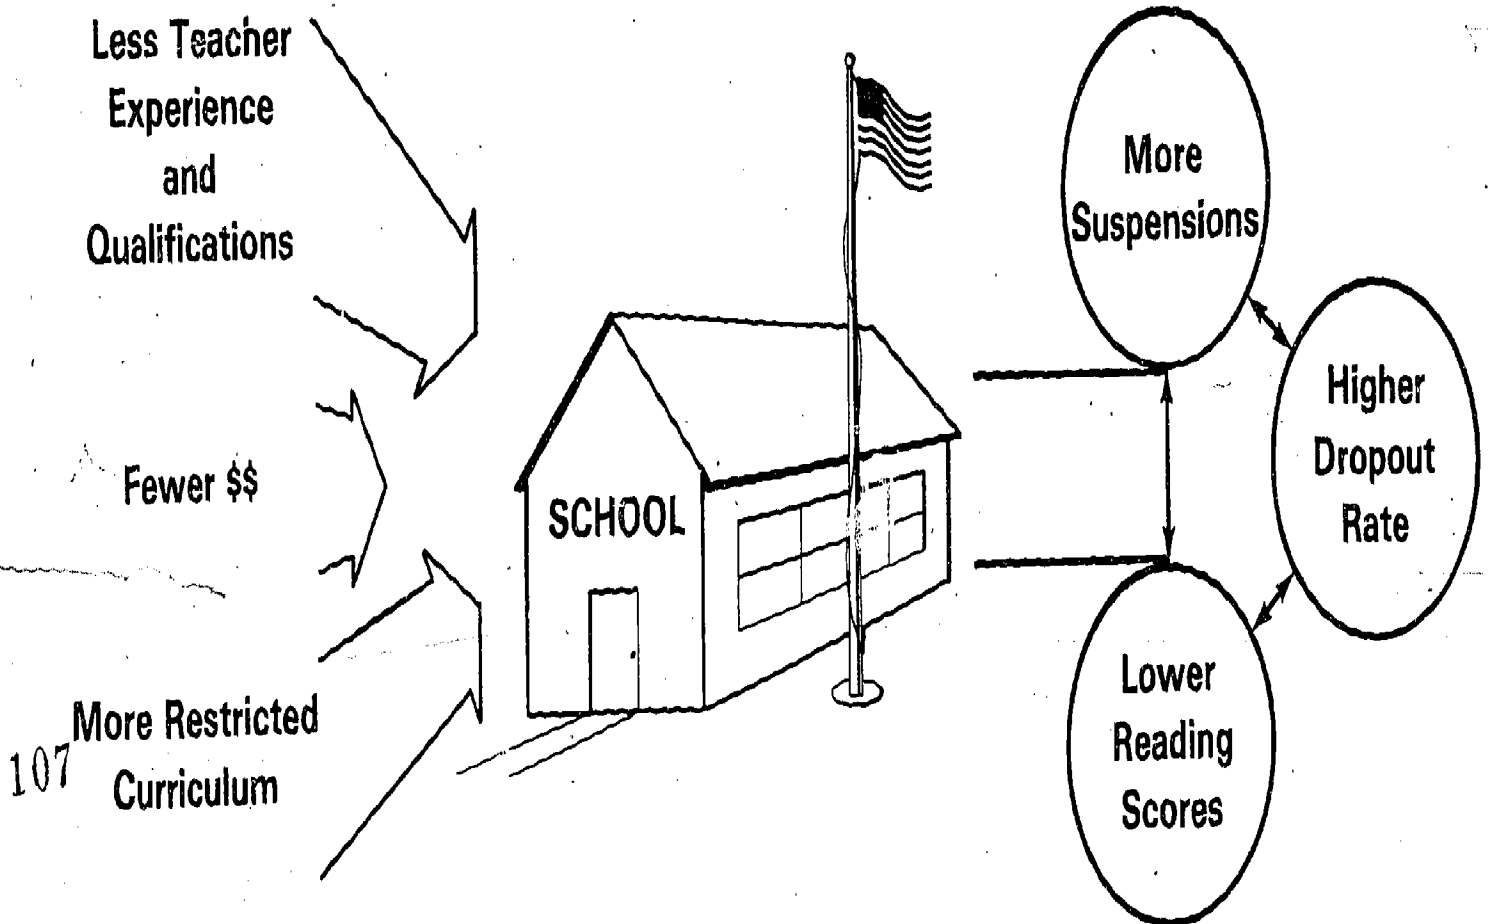 Less Teacher
Experience
and
Qualifications
Fewer $$
More Restricted
Curriculum
107
SCHOOL
More
Suspensions
Higher
Dropout
Rate
Lower
Reading
Scores